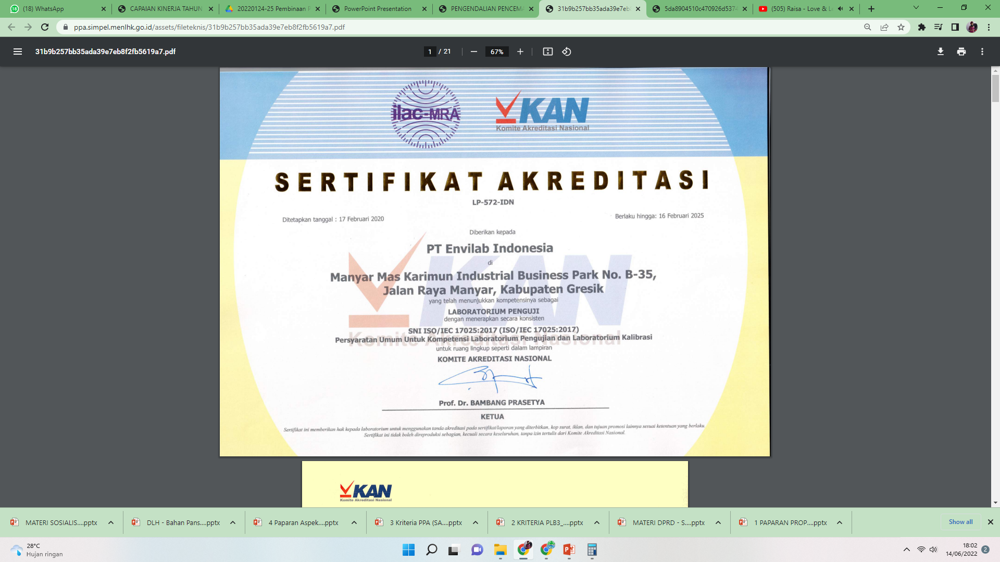 (18) WhatsApp
CAPAIAN KINERJA TAHUN
20220124-25 Pembinaan P
PowerPoint Presentation
PENGENDALIAN PENCEMA
31b9b257bb35ada39e7eb8
5da8904510c470926d5374
(505) Raisa - Love & Le
ppa.simpel.menlhk.go.id/assets/fileteknis/31b9b257bb35ada39e7eb8f2fb5619a7.pdf
31b9b257bb35ada39e7eb8f2fb5619a7.pdf
1 / 21
67%
ilac-MRA
KAN
Komite Akreditasi Nasional
SERTIFIKAT AKREDITASI
LP-572-IDN
Ditetapkan tanggal : 17 Februari 2020
Berlaku hingga: 16 Februari 2025
Diberikan kepada
PT Envilab Indonesia
di
Manyar Mas Karimun Industrial Business Park No. B-35,
Jalan Raya Manyar, Kabupaten Gresik
yang telah menunjukkan kompetensinya sebagai
LABORATORIUM PENGUJI
dengan menerapkan secara konsisten
SNI ISO/IEC 17025:2017 (ISO/IEC 17025:2017)
Persyaratan Umum Untuk Kompetensi Laboratorium Pengujian dan Laboratorium Kalibrasi
untuk ruang lingkup seperti dalam lampiran
KOMITE AKREDITASI NASIONAL
Prof. Dr. BAMBANG PRASETYA
KETUA
Sertifikat ini memberikan hak kepada laboratorium untuk menggunakan tanda akreditasi pada sertifikat/laporan yang diterbitkan, kop surat, iklan, dan tujuan promosi lainnya sesuai ketentuan yang berlaku.
Sertifikat ini tidak boleh direproduksi sebagian, kecuali secara keseluruhan, tanpa izin tertulis dari Komite Akreditasi Nasional.
KAN
Komite Akreditasi Nasional
KAN
Komite Akreditasi Nasional
MATERI SOSIALIS....pptx
DLH - Bahan Pans....pptx
4 Paparan Aspek....pptx
3 Kriteria PPA (SA....pptx
2 KRITERIA PLB3_....pptx
MATERI DPRD - S....pptx
1 PAPARAN PROP....pptx
Show all
28°C
Hujan ringan
18:02
14/06/2022
2